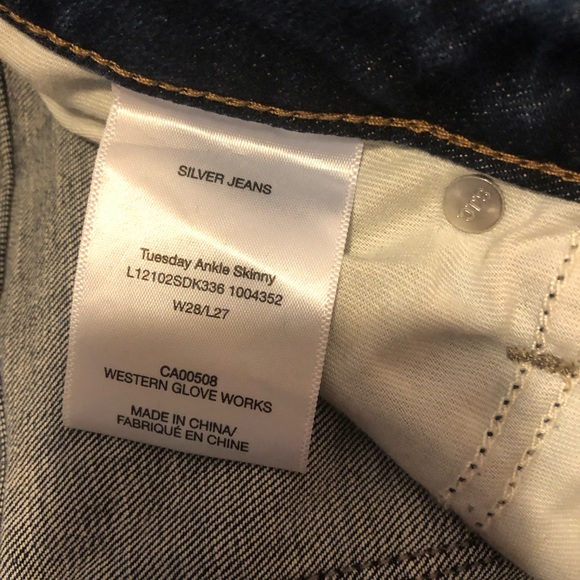 SILVER JEANS
Tuesday Ankle Skinny
L12102SDK336 1004352
W28/L27
CA00508
WESTERN GLOVE WORKS
MADE IN CHINA/
FABRIQUÉ EN CHINE